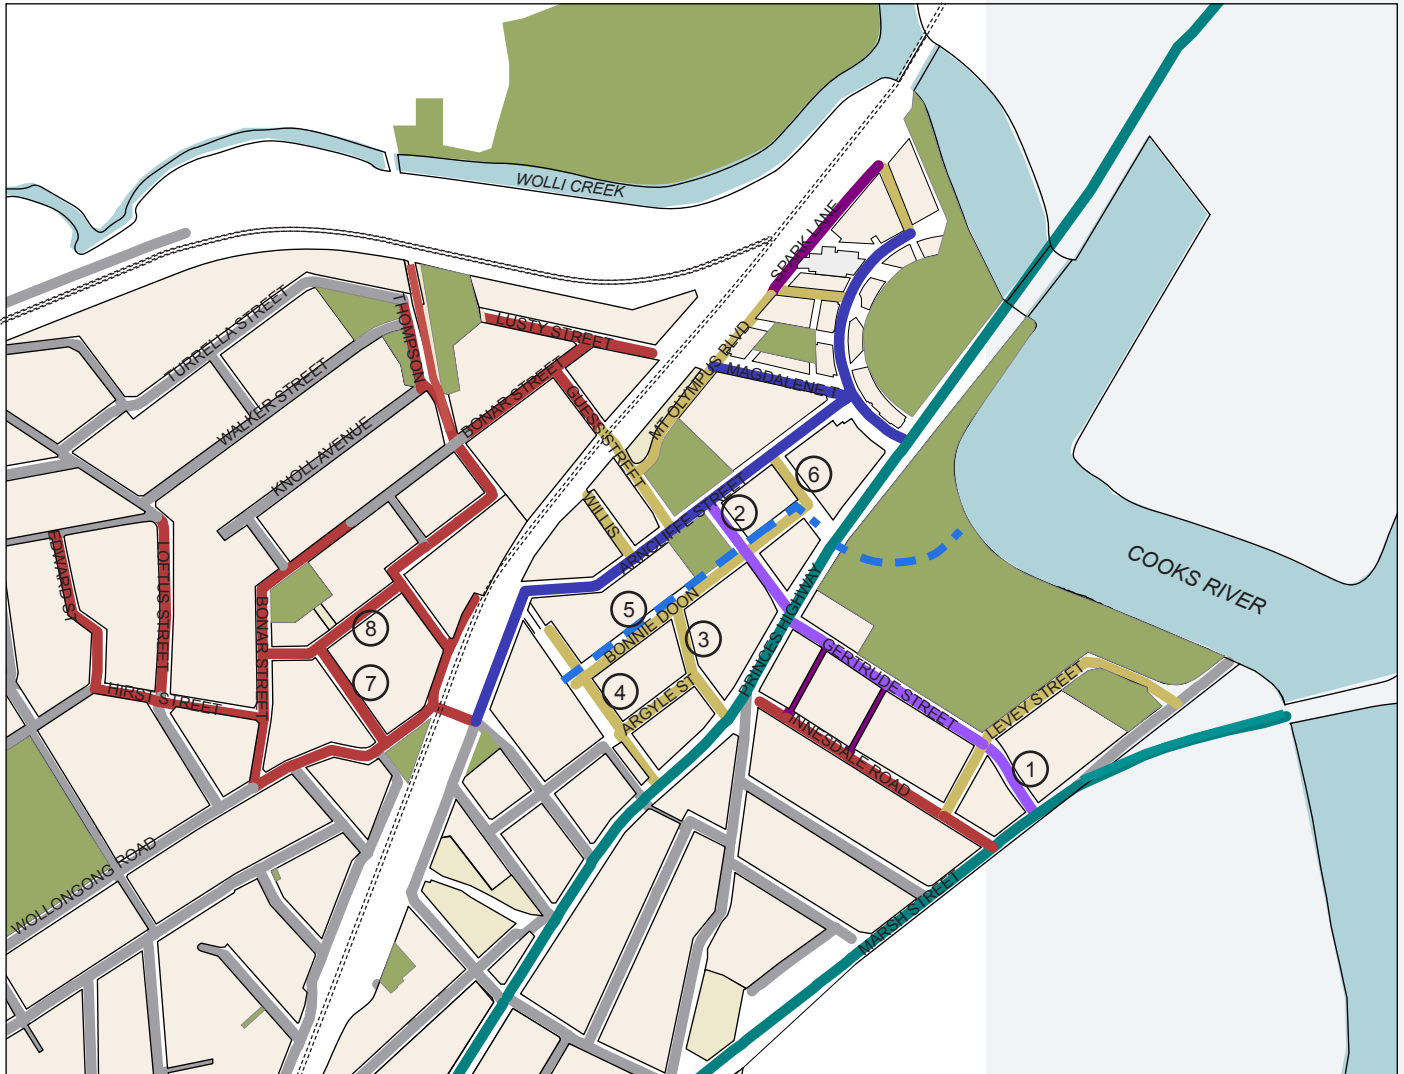 WOLLI CREEK
SPARK LANE
TURRELLA STREET
THOMPSON
LUSTY STREET
MT OLYMPUS BLVD
MAGDALENE T
WALKER STREET
BONAR STREET
GUESS STREET
KNOLL AVENUE
6
WILLIS
ARNCLIFFE STREET
2
EDWARD ST
LOFTUS STREET
COOKS RIVER
5
BONNIE DOON
PRINCES HIGHWAY
8
BONAR STREET
3
GERTRUDE STREET
7
4
ARGYLE ST
LEVEY STREET
HIRST STREET
INNESDALE ROAD
1
WOLLONGONG ROAD
MARSH STREET